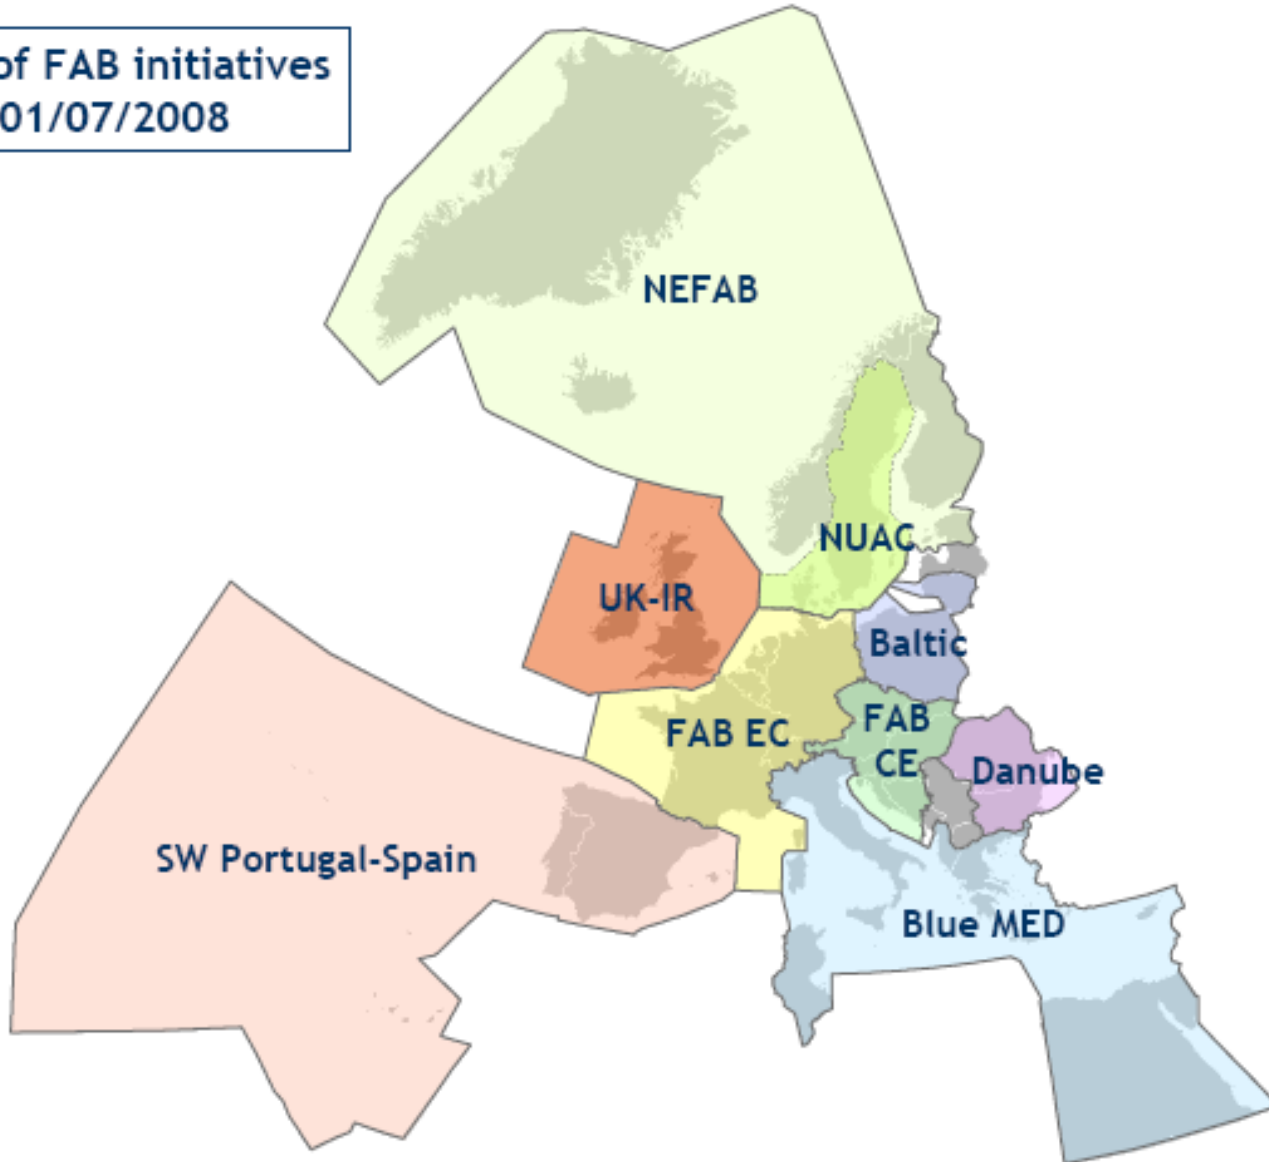 of FAB initiatives
01/07/2008
NEFAB
NUAC
UK-IR
Baltic
FAB EC
FAB
CE
Danube
SW Portugal-Spain
Blue MED